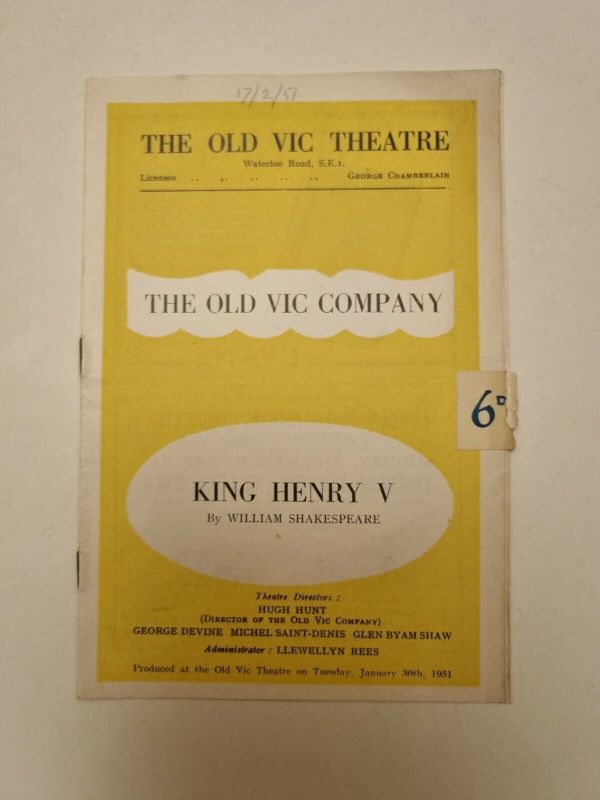 17/2/51
THE OLD VIC THEATRE
Waterloo Road, S.E.1.
Licensee .. .. .. .. .. GEORGE CHAMBERLAIN
THE OLD VIC COMPANY
6D
KING HENRY V
By WILLIAM SHAKESPEARE
Theatre Directors :
HUGH HUNT
(DIRECTOR OF THE OLD VIC COMPANY)
GEORGE DEVINE MICHEL SAINT-DENIS GLEN BYAM SHAW
Administrator : LLEWELLYN REES
Produced at the Old Vic Theatre on Tuesday, January 30th, 1951